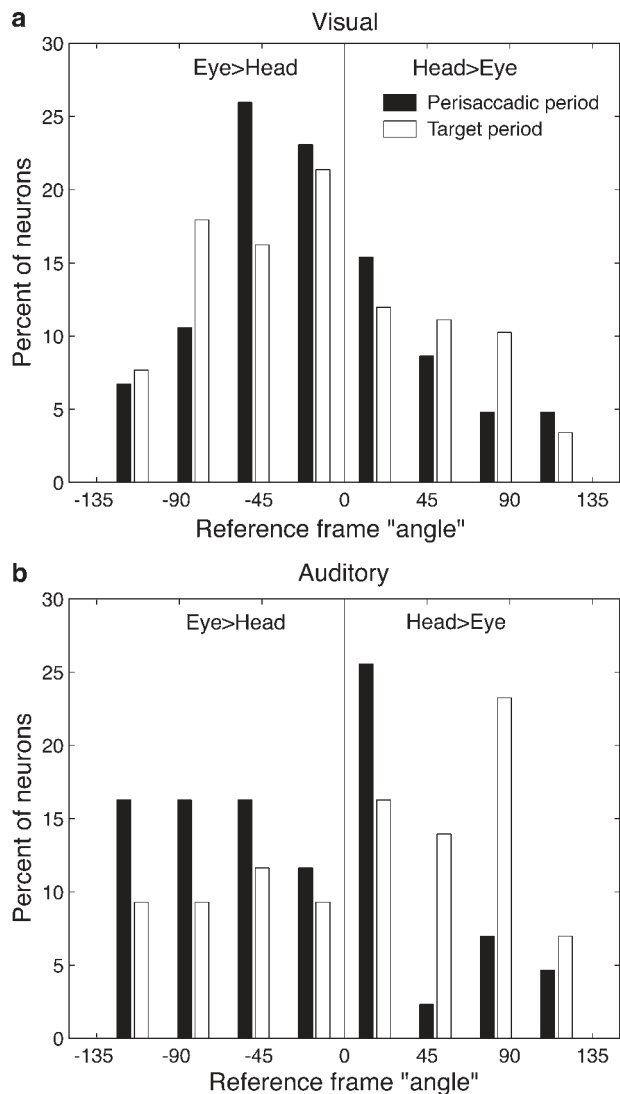 a
Visual
30
25
20
15
10
5
0
Percent of neurons
Eye>Head
Head>Eye
Perisaccadic period
Target period
-135 -90 -45 0 45 90 135
Reference frame "angle"
b
Auditory
30
25
20
15
10
5
0
Percent of neurons
Eye>Head
Head>Eye
-135 -90 -45 0 45 90 135
Reference frame "angle"